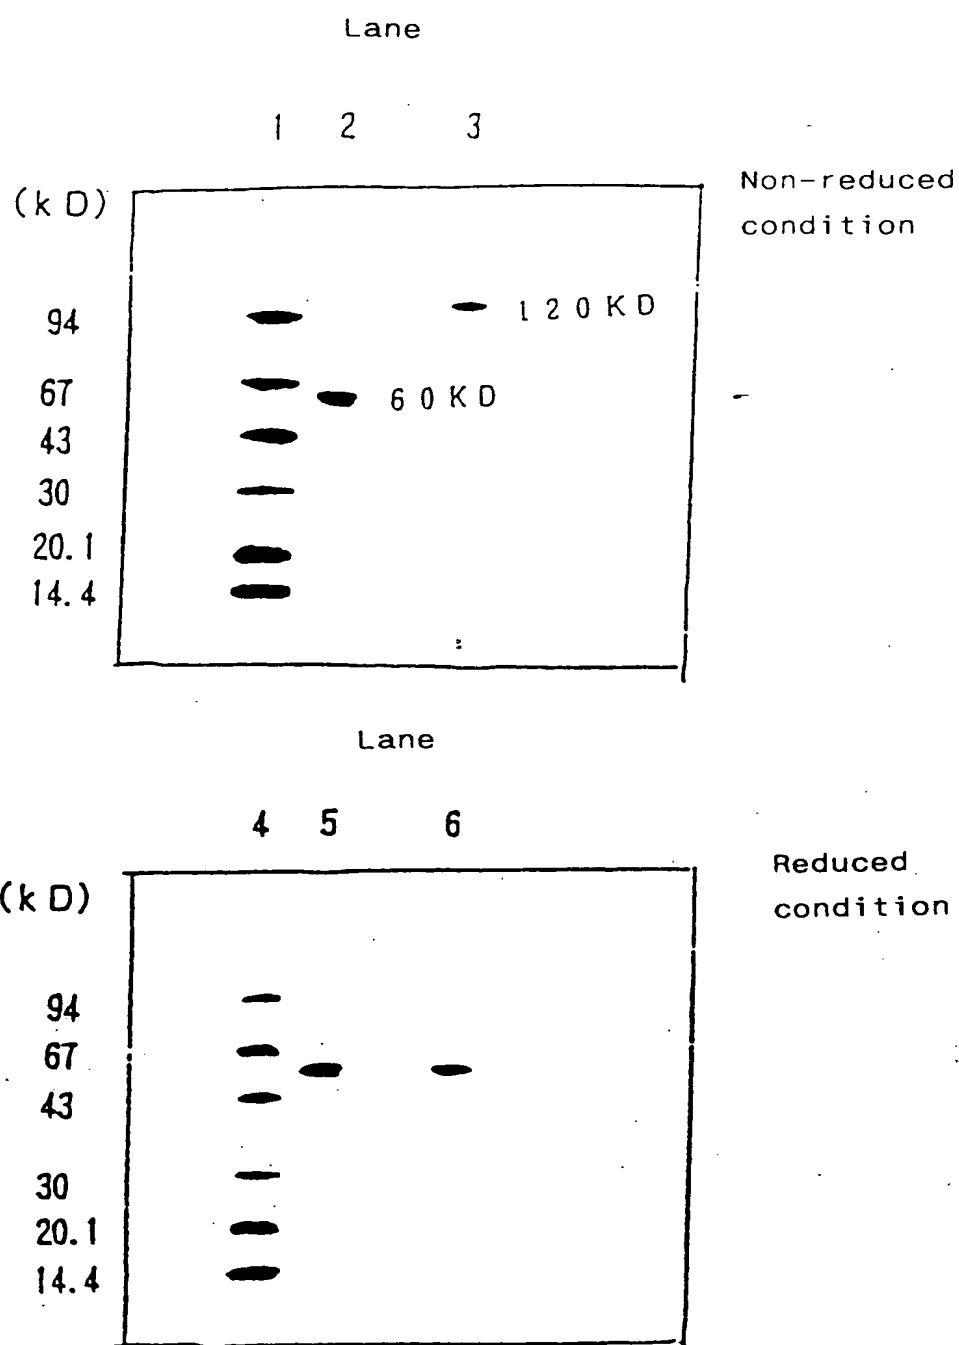 Lane
1 2 3
(kD)
Non-reduced
condition
94
120KD
67
60KD
43
30
20.1
14.4
Lane
4 5 6
(kD)
Reduced
condition
94
67
43
30
20.1
14.4